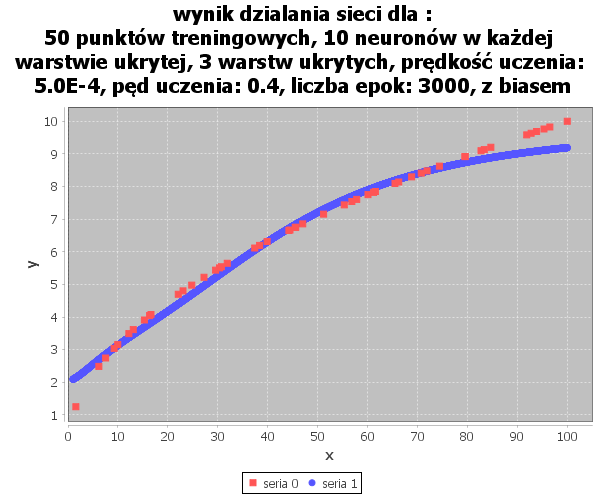 wynik działania sieci dla :
50 punktów treningowych, 10 neuronów w każdej
warstwie ukrytej, 3 warstw ukrytych, prędkość uczenia:
5.0E-4, pęd uczenia: 0.4, liczba epok: 3000, z biasem
10
9
8
7
6
5
4
3
2
1
y
0 10 20 30 40 50 60 70 80 90 100
x
seria 0 seria 1